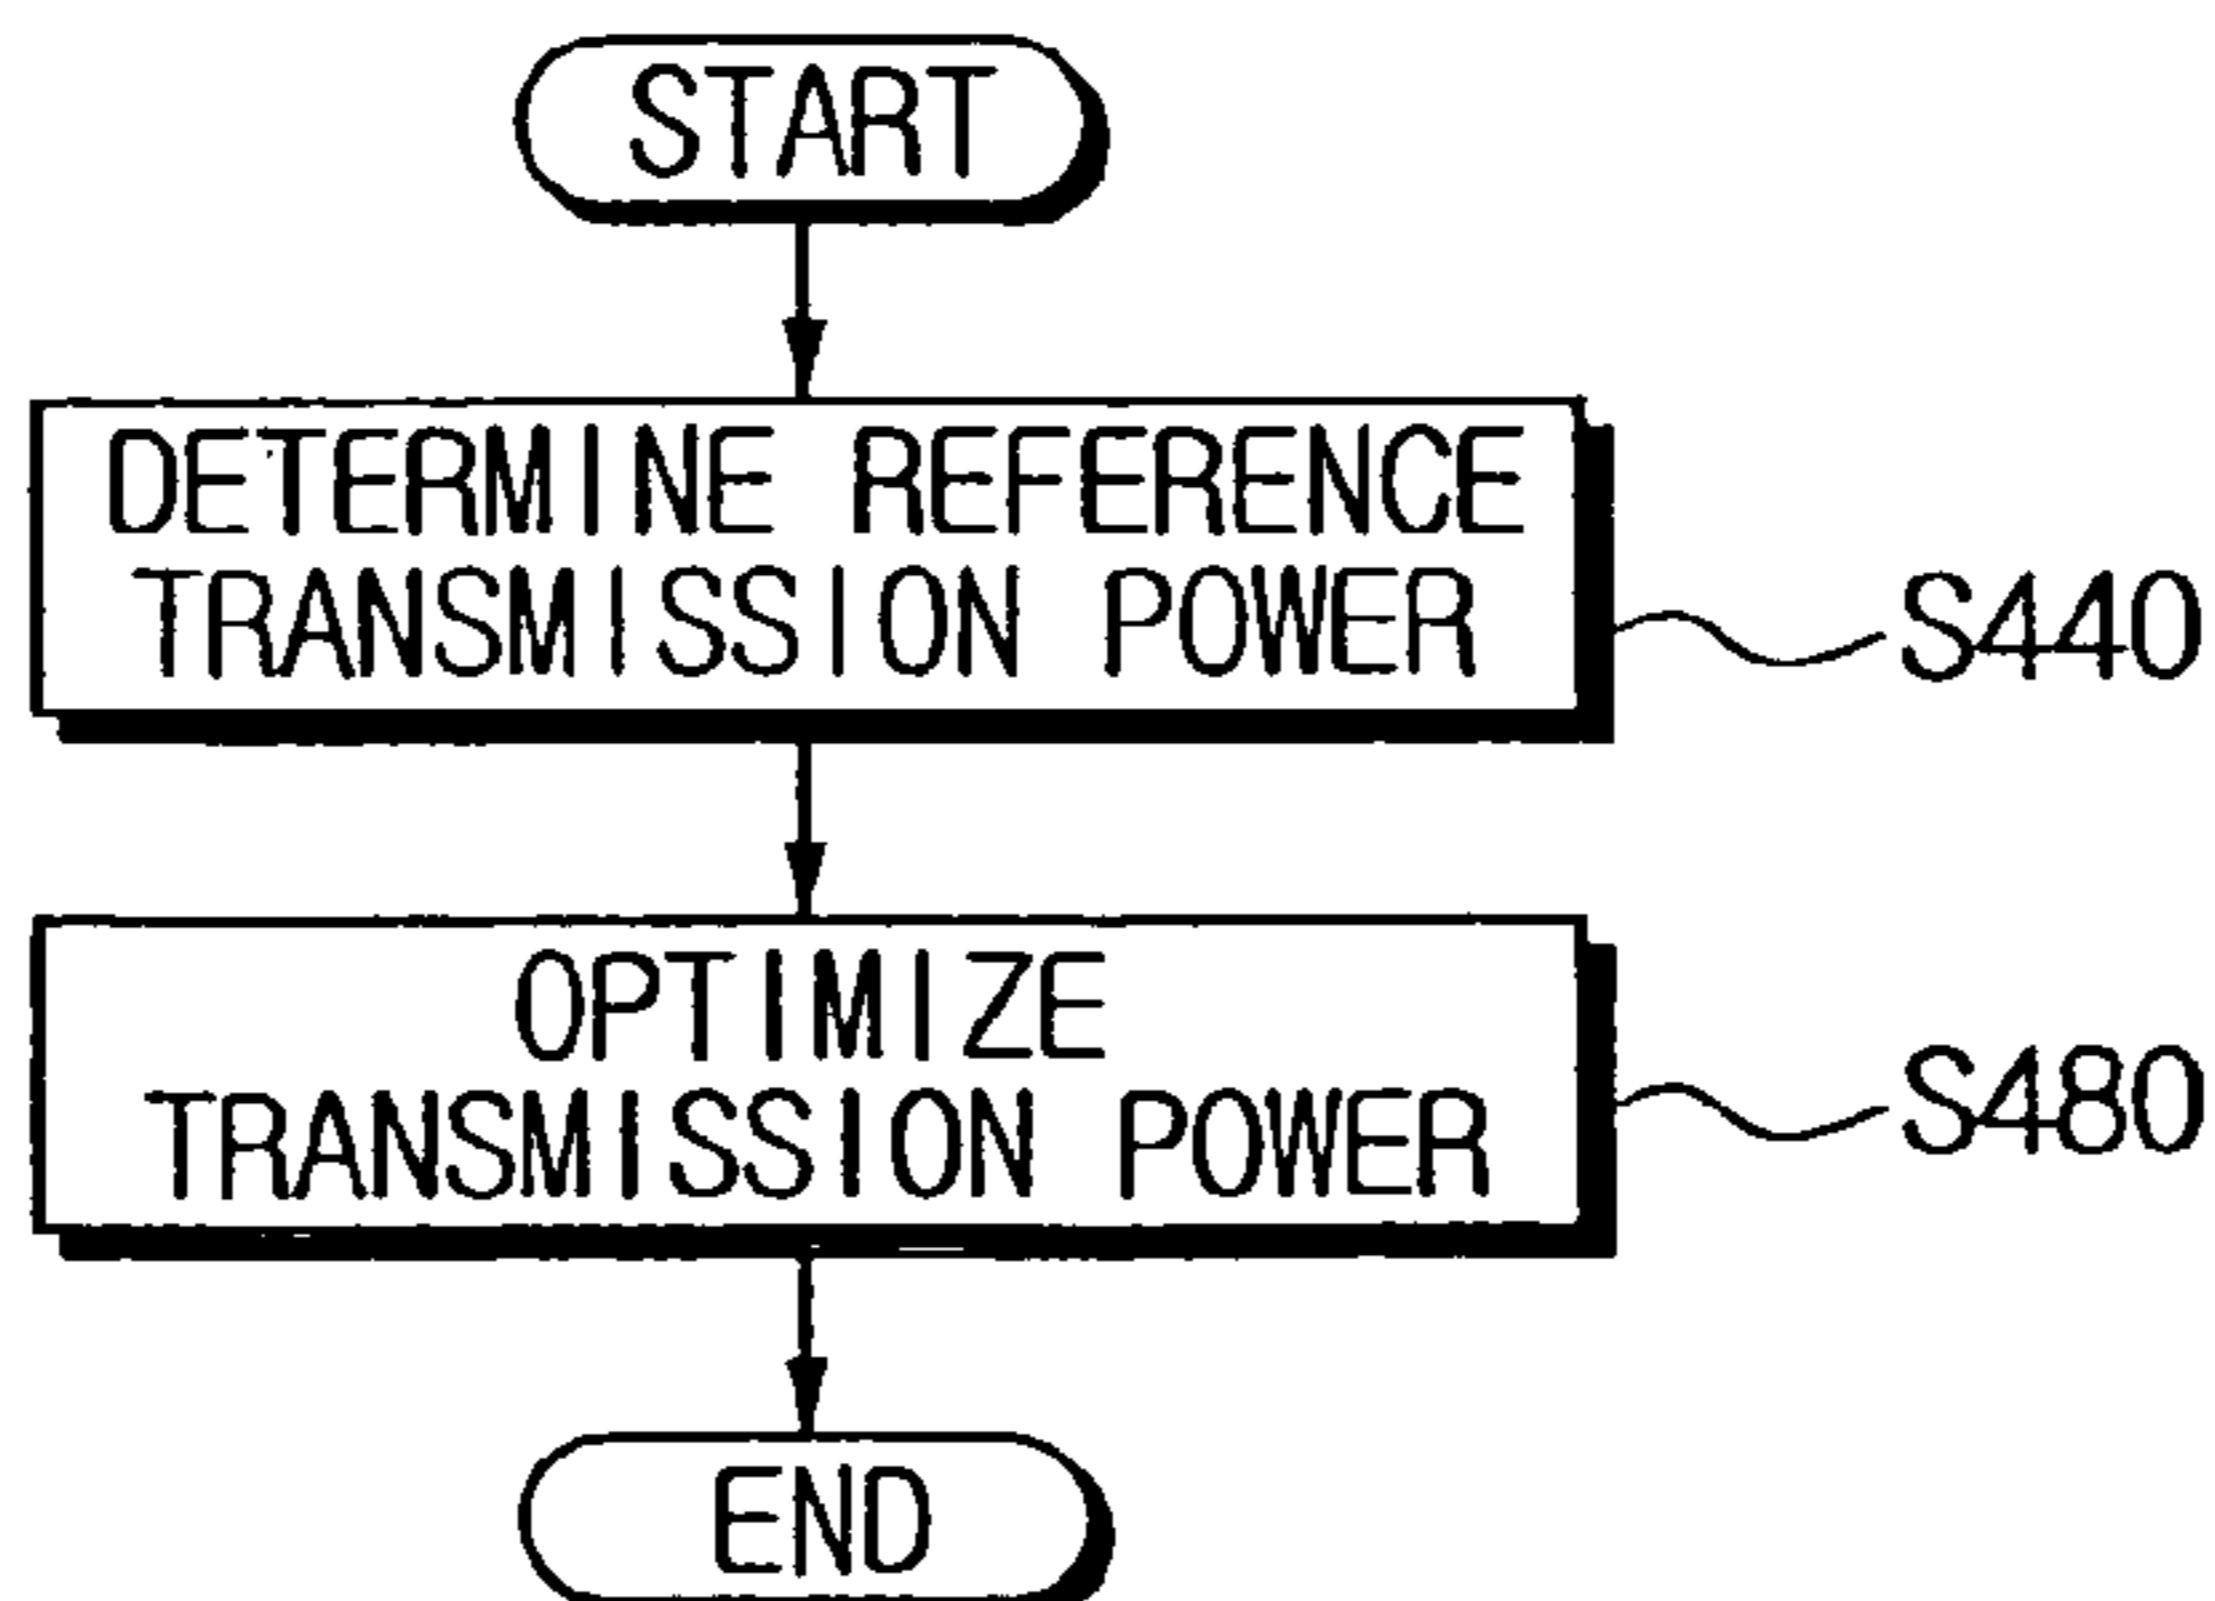 START
DETERMINE REFERENCE
TRANSMISSION POWER
S440
OPTIMIZE
TRANSMISSION POWER
S480
END